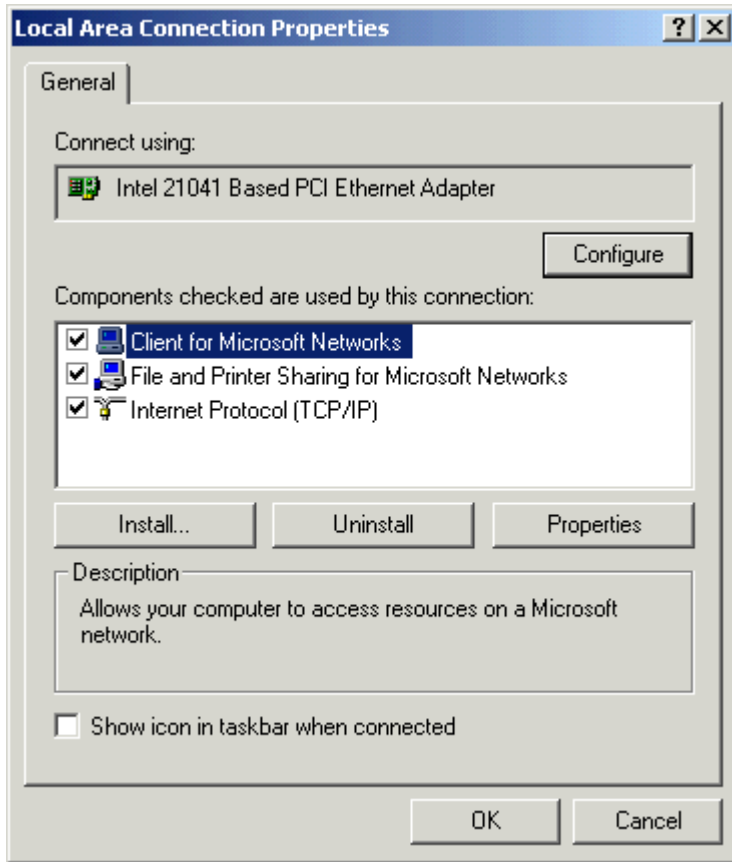 Local Area Connection Properties
General
Connect using:
Intel 21041 Based PCI Ethernet Adapter
Configure
Components checked are used by this connection:
Client for Microsoft Networks
File and Printer Sharing for Microsoft Networks
Internet Protocol (TCP/IP)
Install...
Uninstall
Properties
Description
Allows your computer to access resources on a Microsoft
network.
Show icon in taskbar when connected
OK
Cancel